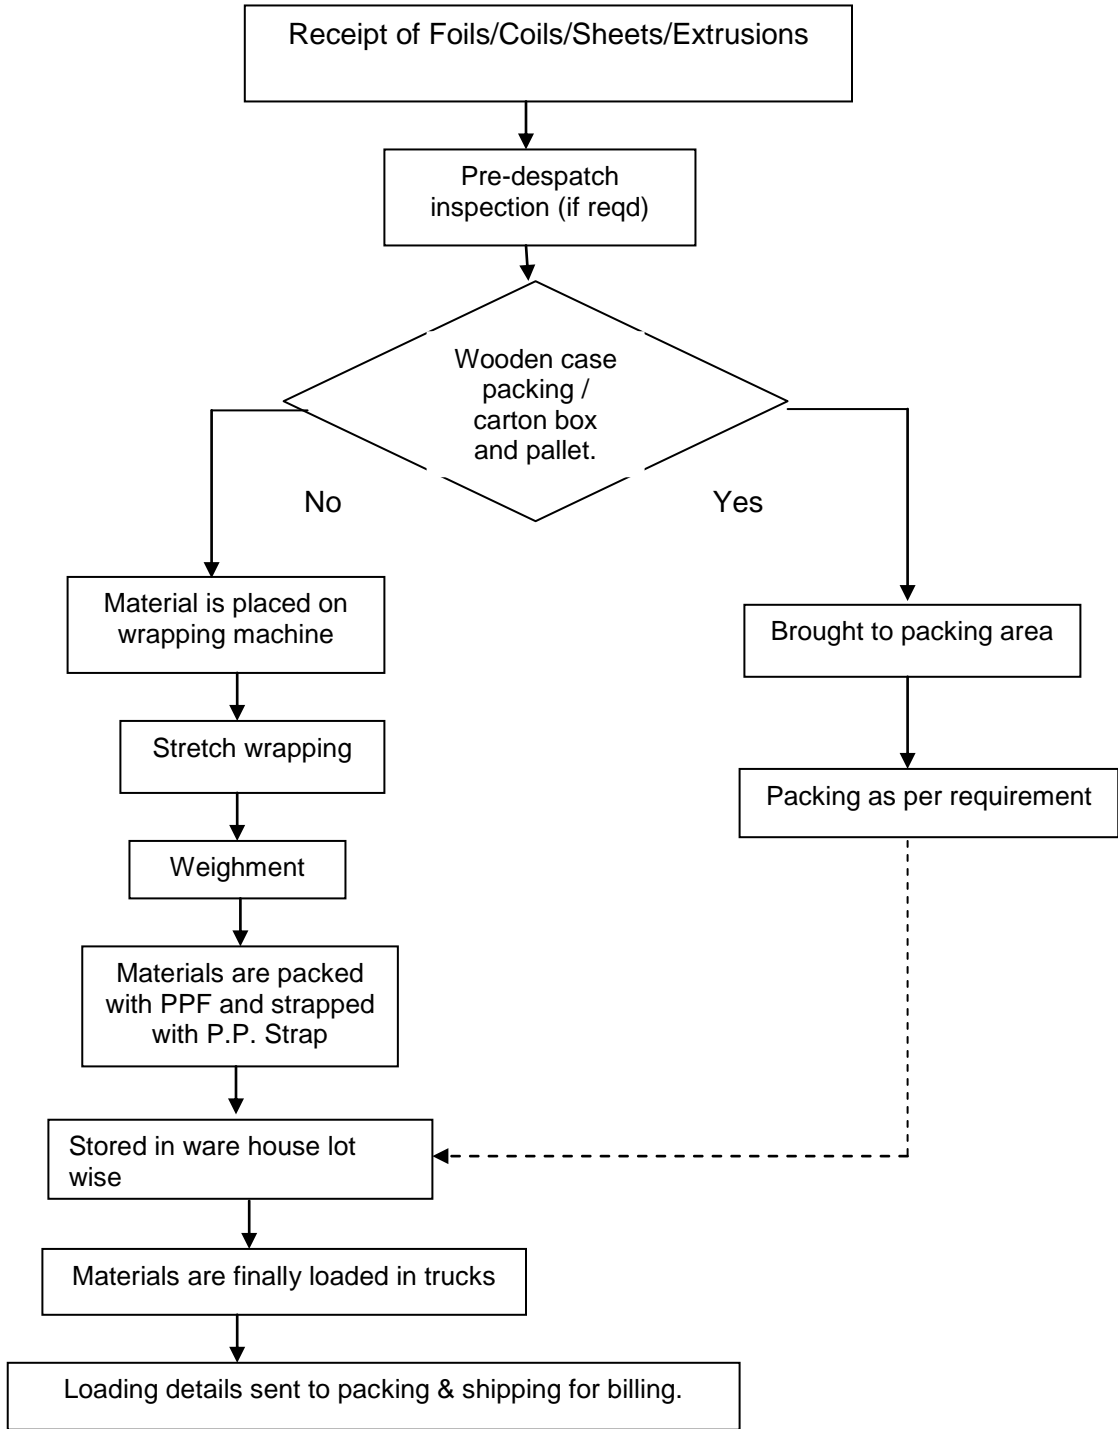 Receipt of Foils/Coils/Sheets/Extrusions
Pre-despatch
inspection (if reqd)
Wooden case
packing /
carton box
and pallet.
No
Yes
Material is placed on
wrapping machine
Brought to packing area
Stretch wrapping
Packing as per requirement
Weighment
Materials are packed
with PPF and strapped
with P.P. Strap
Stored in ware house lot
wise
Materials are finally loaded in trucks
Loading details sent to packing & shipping for billing.